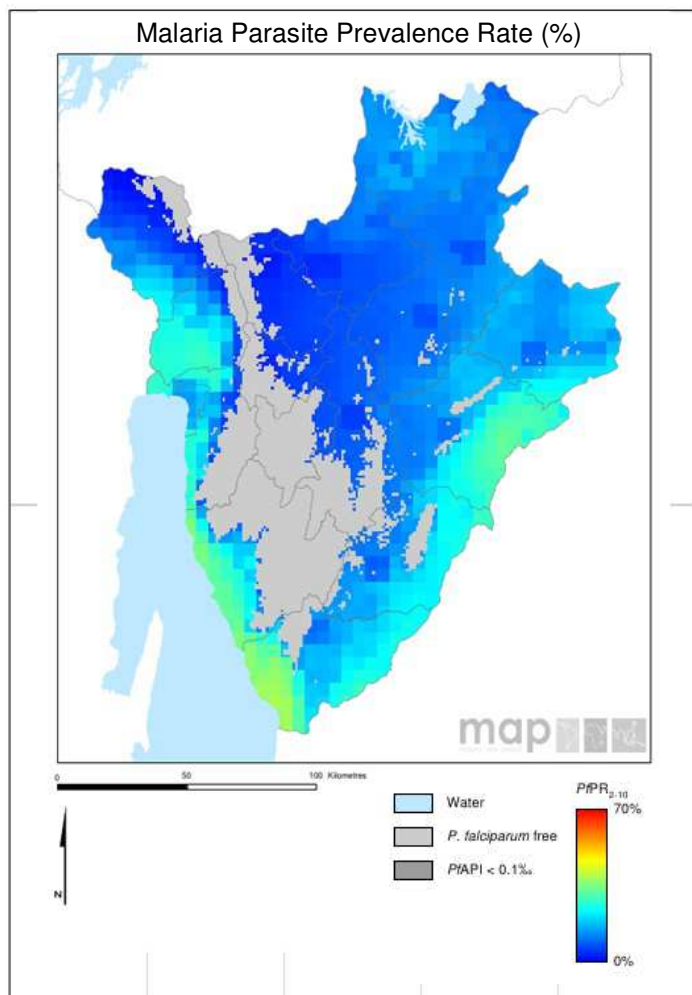 Malaria Parasite Prevalence Rate (%)
map
0 50 100 Kilometres
N
Water
P. falciparum free
PfAPI < 0.1‰
PfPR2-10
70%
0%